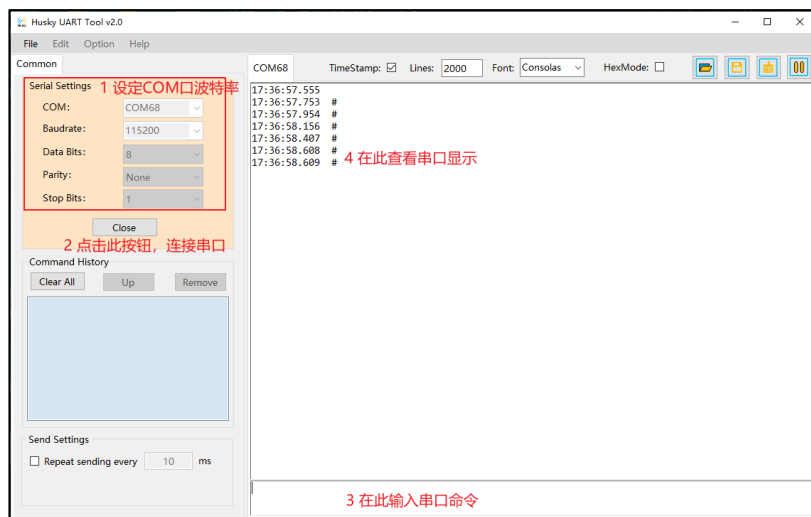 Husky UART Tool v2.0
File Edit Option Help
Common
Serial Settings 1 设定COM口波特率
COM: COM68
Baudrate: 115200
Data Bits: 8
Parity: None
Stop Bits: 1
Close
2 点击此按钮，连接串口
Command History
Clear All Up Remove
Send Settings
Repeat sending every 10 ms
COM68 TimeStamp: Lines: 2000 Font: Consolas HexMode:
17:36:57.555
17:36:57.753 #
17:36:57.954 #
17:36:58.156 #
17:36:58.407 #
17:36:58.608 #
17:36:58.609 #
4 在此查看串口显示
3 在此输入串口命令